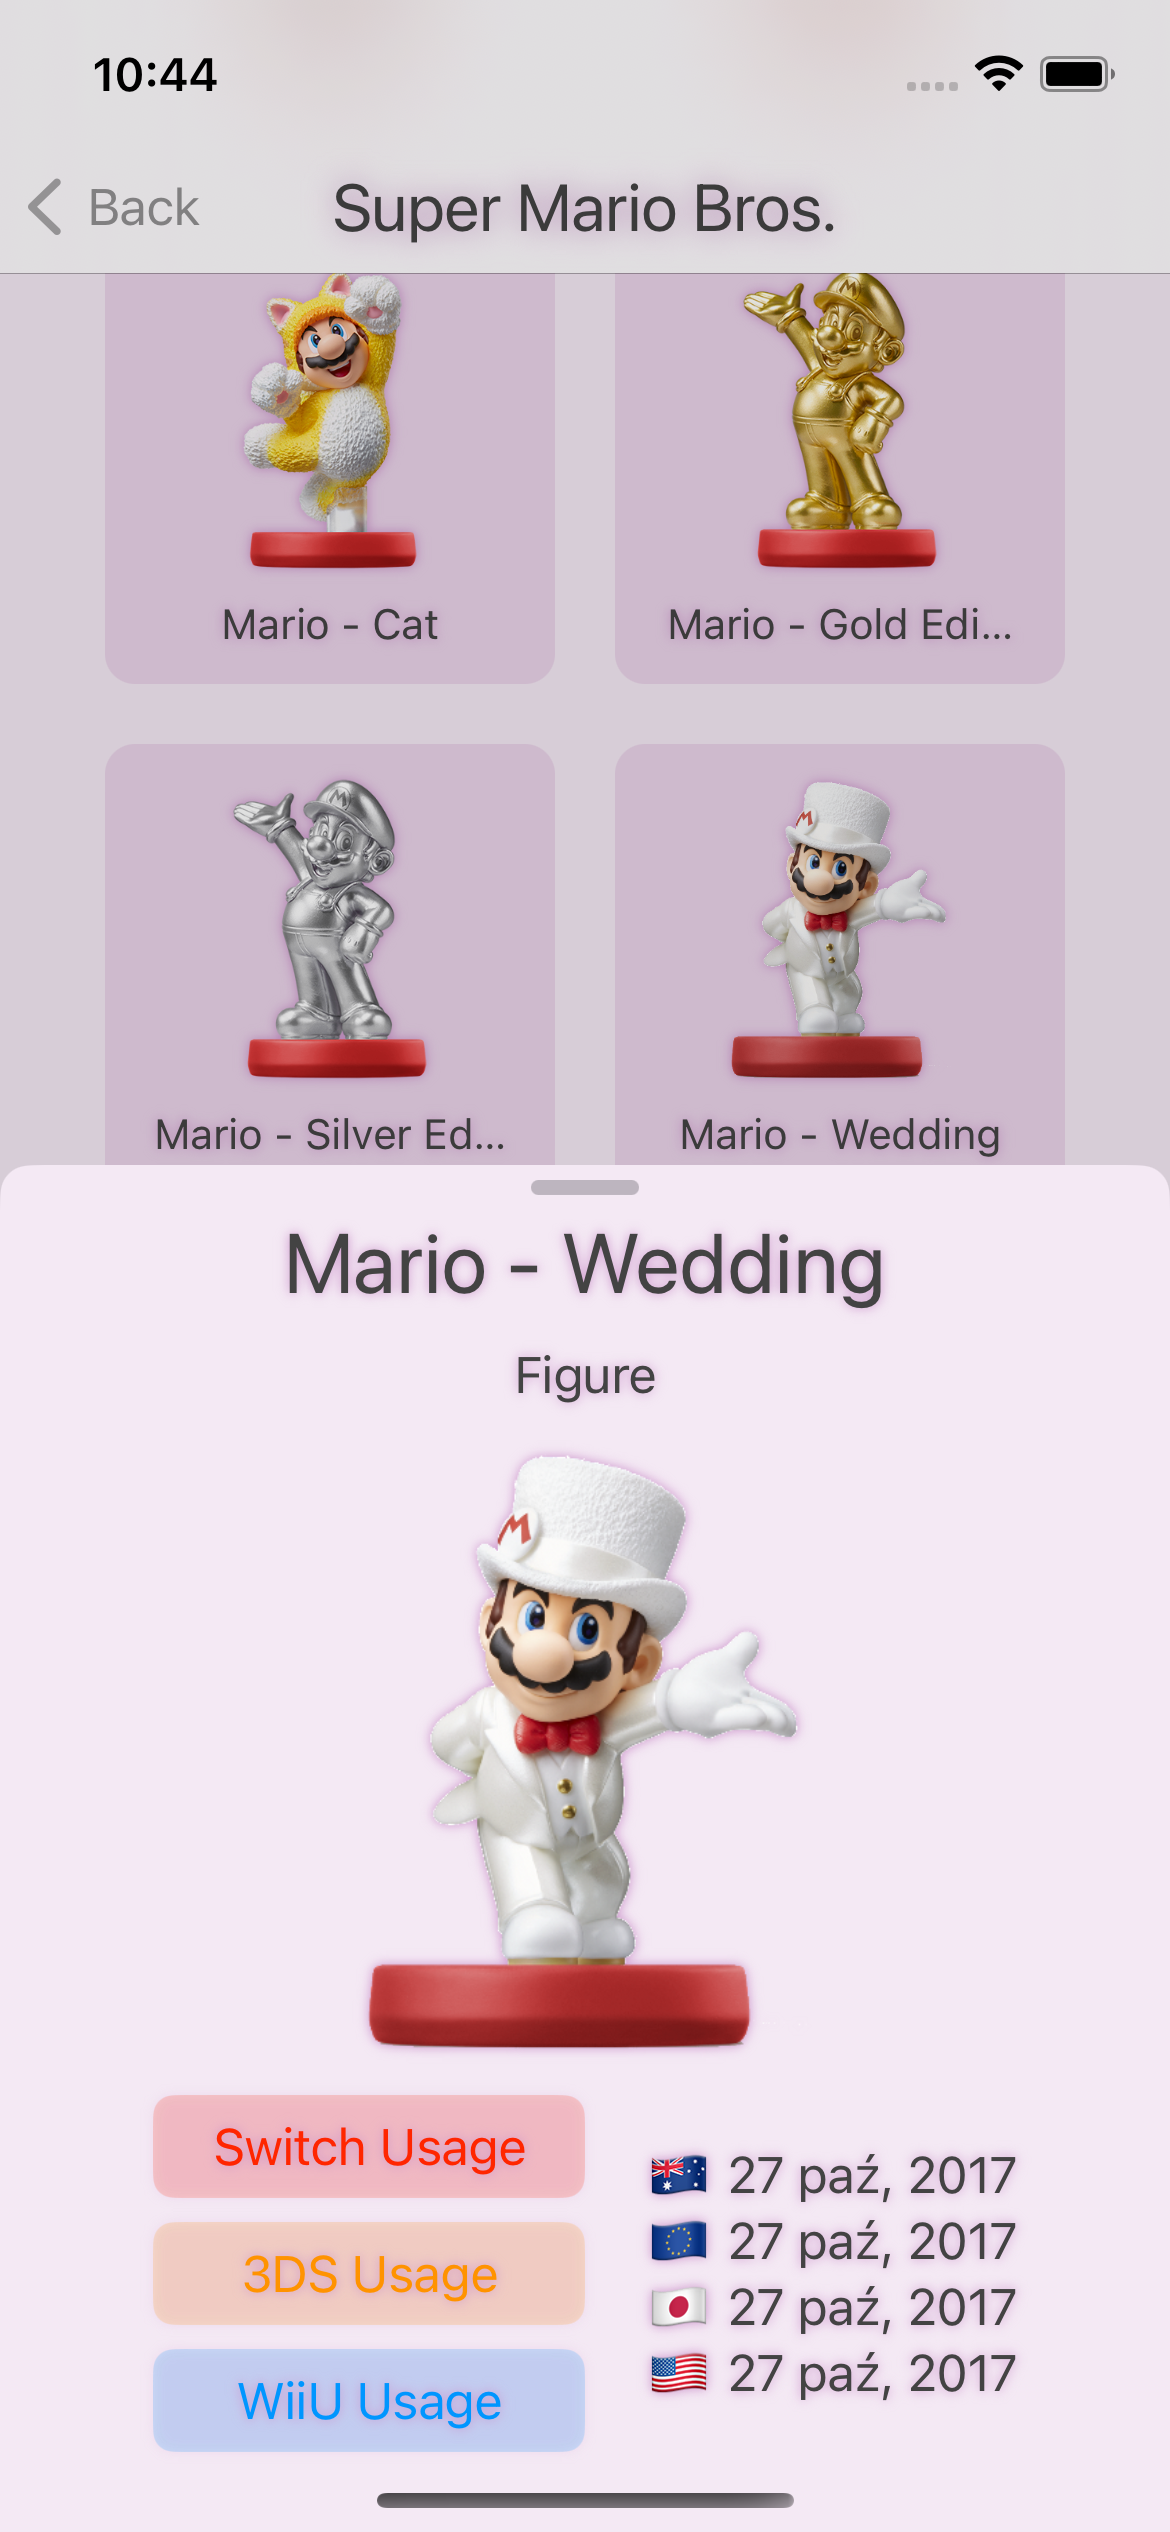 10:44
Back
Super Mario Bros.
Mario - Cat
Mario - Gold Edi...
Mario - Silver Ed...
Mario - Wedding
Mario - Wedding
Figure
Switch Usage
3DS Usage
WiiU Usage
27 paź, 2017
27 paź, 2017
27 paź, 2017
27 paź, 2017